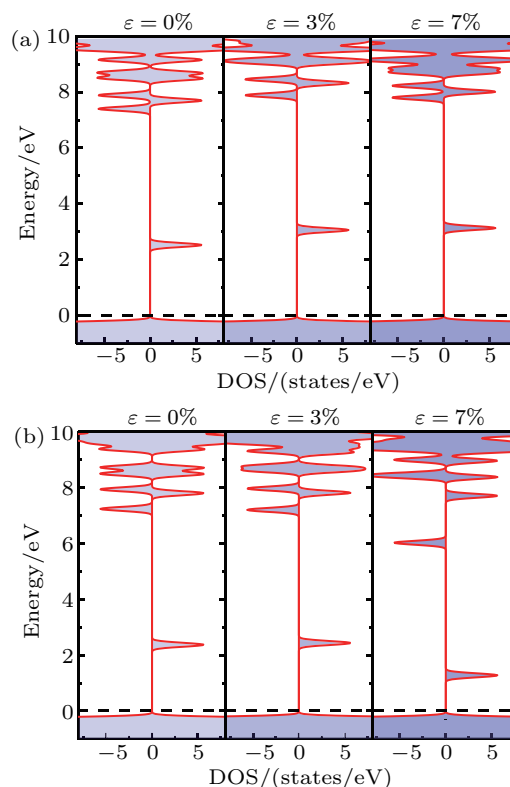 (a)
ε = 0% ε = 3% ε = 7%
10
8
6
4
2
0
Energy/eV
−5 0 5 −5 0 5 −5 0 5
DOS/(states/eV)
(b)
ε = 0% ε = 3% ε = 7%
10
8
6
4
2
0
Energy/eV
−5 0 5 −5 0 5 −5 0 5
DOS/(states/eV)